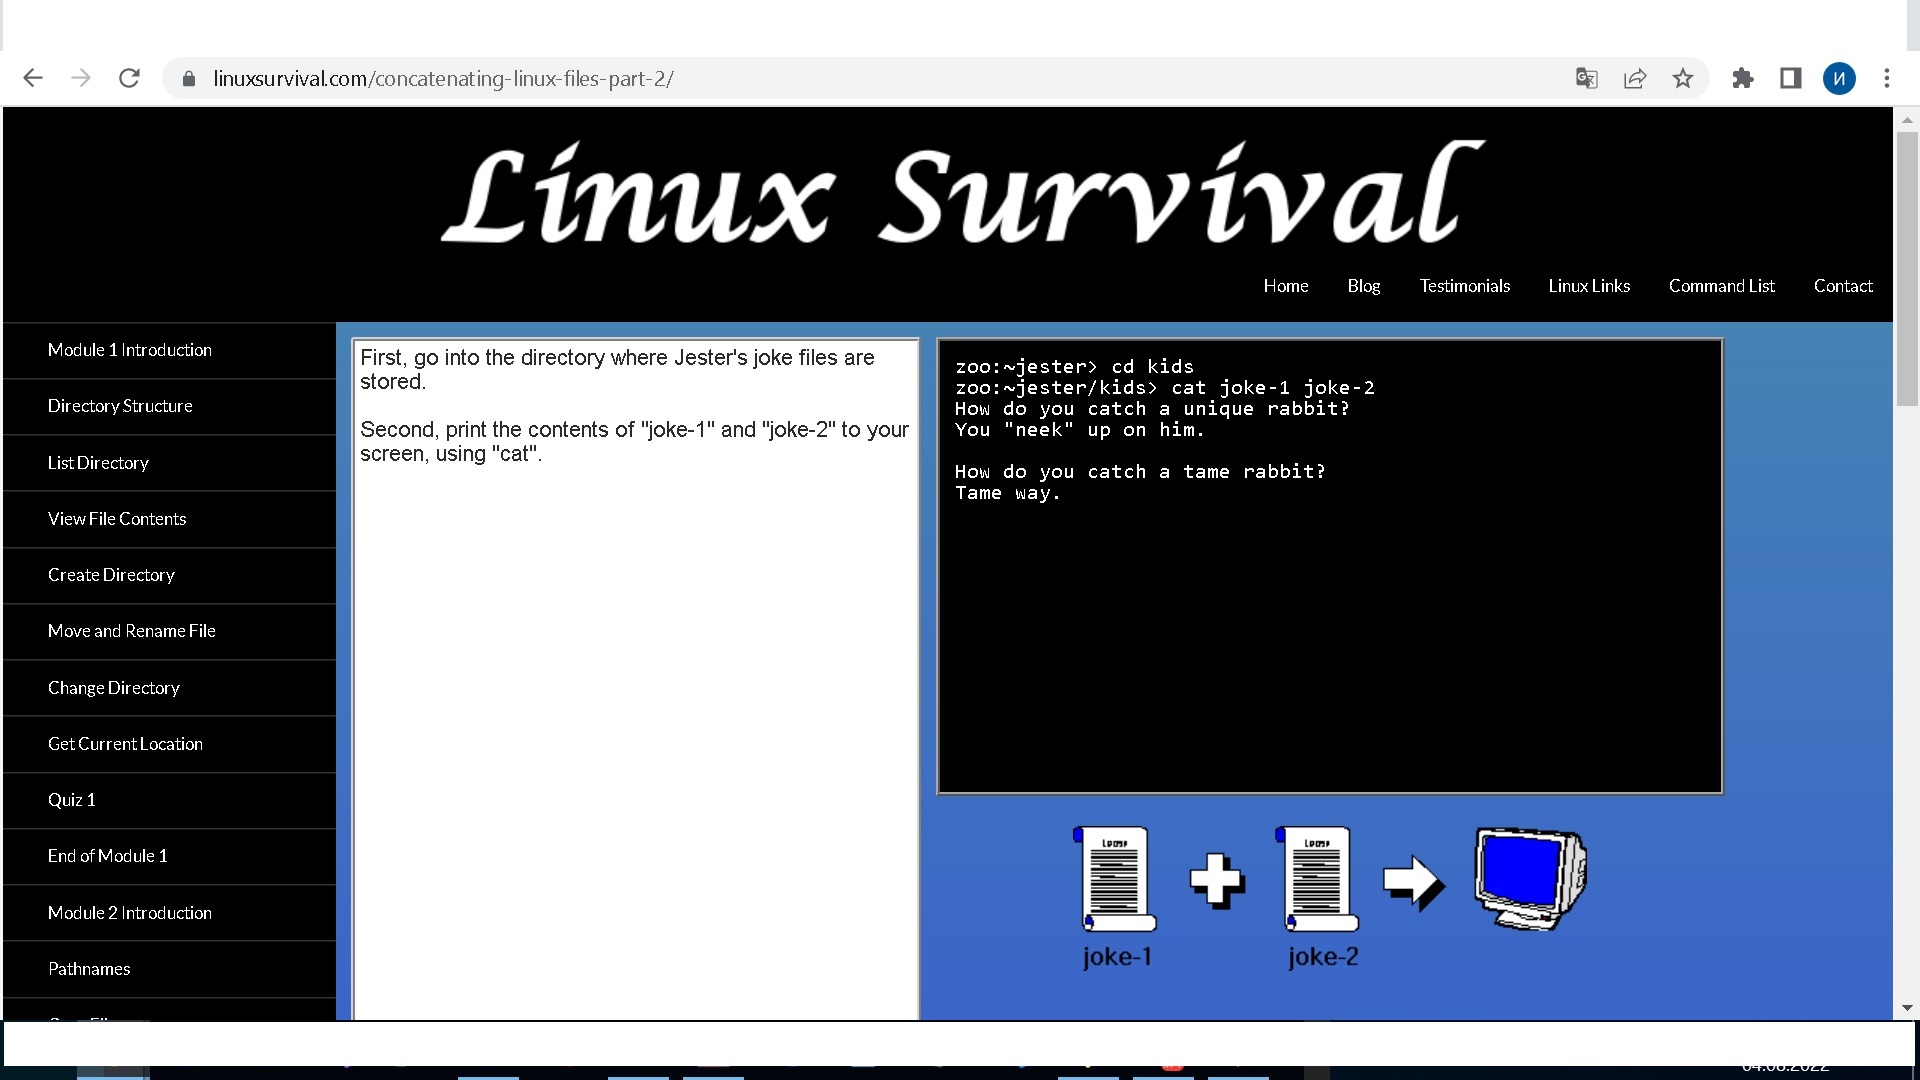 linuxsurvival.com/concatenating-linux-files-part-2/
И
Linux Survival
Home Blog Testimonials Linux Links Command List Contact
Module 1 Introduction
Directory Structure
List Directory
View File Contents
Create Directory
Move and Rename File
Change Directory
Get Current Location
Quiz 1
End of Module 1
Module 2 Introduction
Pathnames
First, go into the directory where Jester's joke files are
stored.
Second, print the contents of "joke-1" and "joke-2" to your
screen, using "cat".
zoo:~jester> cd kids
zoo:~jester/kids> cat joke-1 joke-2
How do you catch a unique rabbit?
You "neek" up on him.
How do you catch a tame rabbit?
Tame way.
joke-1 joke-2